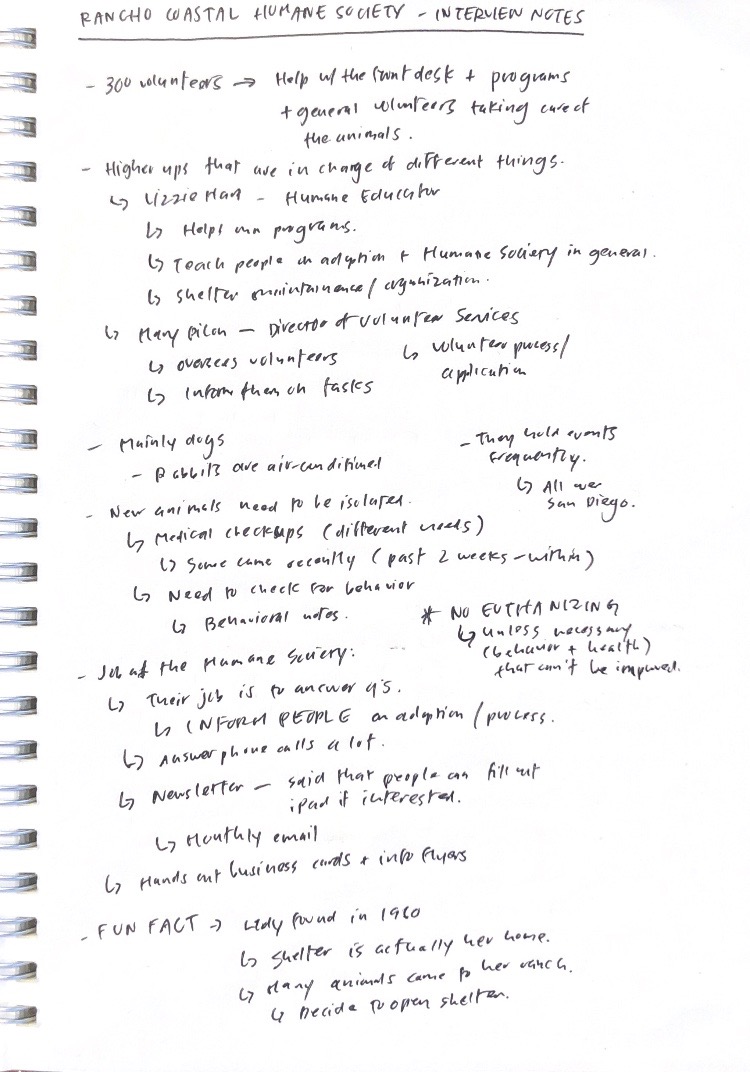 RANCHO COASTAL HUMANE SOCIETY - INTERVIEW NOTES
- 300 volunteers → Help w/ the front desk + programs
+ general volunteers taking care of
the animals.
- Higher ups that are in charge of different things.
↳ Lizzie - Humane Educator
↳ Helps run programs.
↳ Teach people on adoption + Humane Society in general.
↳ Shelter / organization.
↳ - Director of Volunteer Services
↳ oversees volunteers
↳ Inform them on tasks
↳ volunteer process/
application
- Mainly dogs
- Rabbits are air-conditioned
- They hold events
frequently.
↳ All over
San Diego.
- New animals need to be isolated.
↳ Medical checkups (different needs)
↳ Some came recently (past 2 weeks - within)
↳ Need to check for behavior
↳ Behavioral notes.
* NO EUTHANIZING
↳ unless necessary
(behavior + health)
that can't be improved.
- Job of the Humane Society:
↳ Their job is to answer q's.
↳ INFORM PEOPLE on adoption / process.
↳ Answer phone calls a lot.
↳ Newsletter - said that people can fill out
iPad if interested.
↳ Monthly email
↳ Hands out business cards + info flyers
- FUN FACT → Lady found in 1960
↳ Shelter is actually her home.
↳ Many animals came to her ranch.
↳ Decide to open shelter.